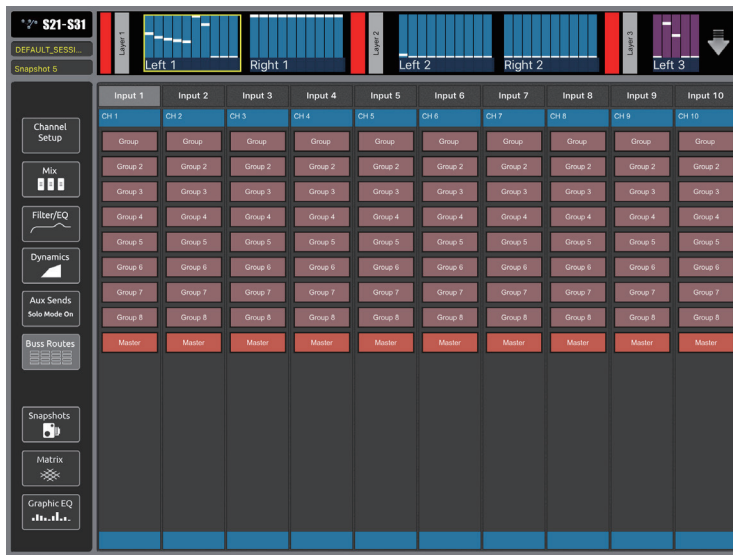 S21-S31
DEFAULT_SESSI...
Snapshot 5
Layer 1
Left 1
Right 1
Layer 2
Left 2
Right 2
Layer 3
Left 3
Channel
Setup
Mix
Filter/EQ
Dynamics
Aux Sends
Solo Mode On
Buss Routes
Snapshots
Matrix
Graphic EQ
Input 1 Input 2 Input 3 Input 4 Input 5 Input 6 Input 7 Input 8 Input 9 Input 10
CH 1 CH 2 CH 3 CH 4 CH 5 CH 6 CH 7 CH 8 CH 9 CH 10
Group Group Group Group Group Group Group Group Group Group
Group 2 Group 2 Group 2 Group 2 Group 2 Group 2 Group 2 Group 2 Group 2 Group 2
Group 3 Group 3 Group 3 Group 3 Group 3 Group 3 Group 3 Group 3 Group 3 Group 3
Group 4 Group 4 Group 4 Group 4 Group 4 Group 4 Group 4 Group 4 Group 4 Group 4
Group 5 Group 5 Group 5 Group 5 Group 5 Group 5 Group 5 Group 5 Group 5 Group 5
Group 6 Group 6 Group 6 Group 6 Group 6 Group 6 Group 6 Group 6 Group 6 Group 6
Group 7 Group 7 Group 7 Group 7 Group 7 Group 7 Group 7 Group 7 Group 7 Group 7
Group 8 Group 8 Group 8 Group 8 Group 8 Group 8 Group 8 Group 8 Group 8 Group 8
Master Master Master Master Master Master Master Master Master Master